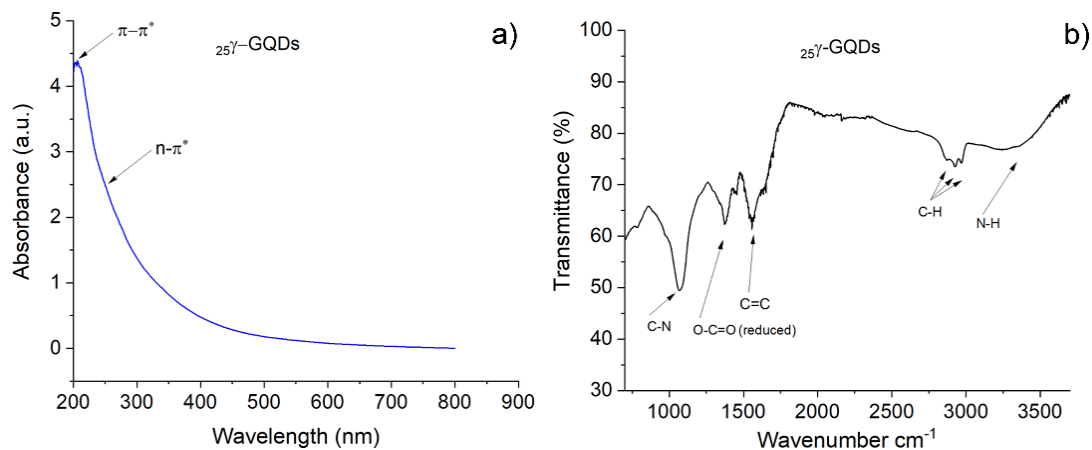 a)
₂₅γ–GQDs
π–π*
n-π*
5
4
3
2
1
0
Absorbance (a.u.)
200 300 400 500 600 700 800 900
Wavelength (nm)
b)
₂₅γ-GQDs
100
90
80
70
60
50
40
30
Transmittance (%)
C-H
N-H
C=C
C-N
O-C=O (reduced)
1000 1500 2000 2500 3000 3500
Wavenumber cm⁻¹